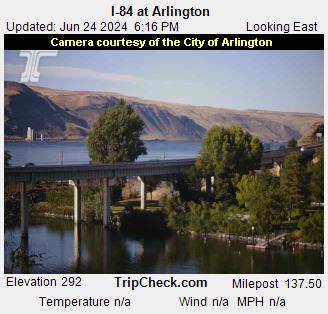 I-84 at Arlington
Updated: Jun 24 2024 6:16 PM Looking East
Camera courtesy of the City of Arlington
Elevation 292 TripCheck.com Milepost 137.50
Temperature n/a Wind n/a MPH n/a